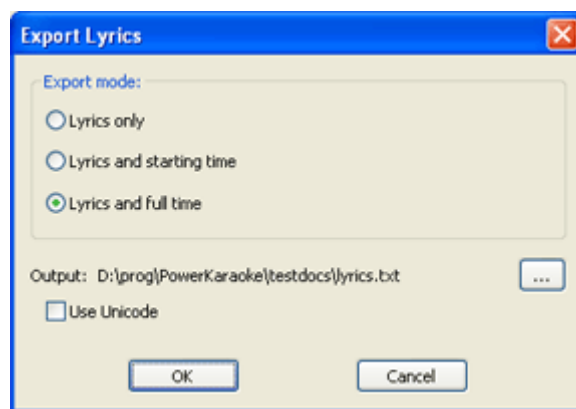 Export Lyrics
Export mode:
Lyrics only
Lyrics and starting time
Lyrics and full time
Output: D:\prog\PowerKaraoke\testdocs\lyrics.txt
...
Use Unicode
OK
Cancel